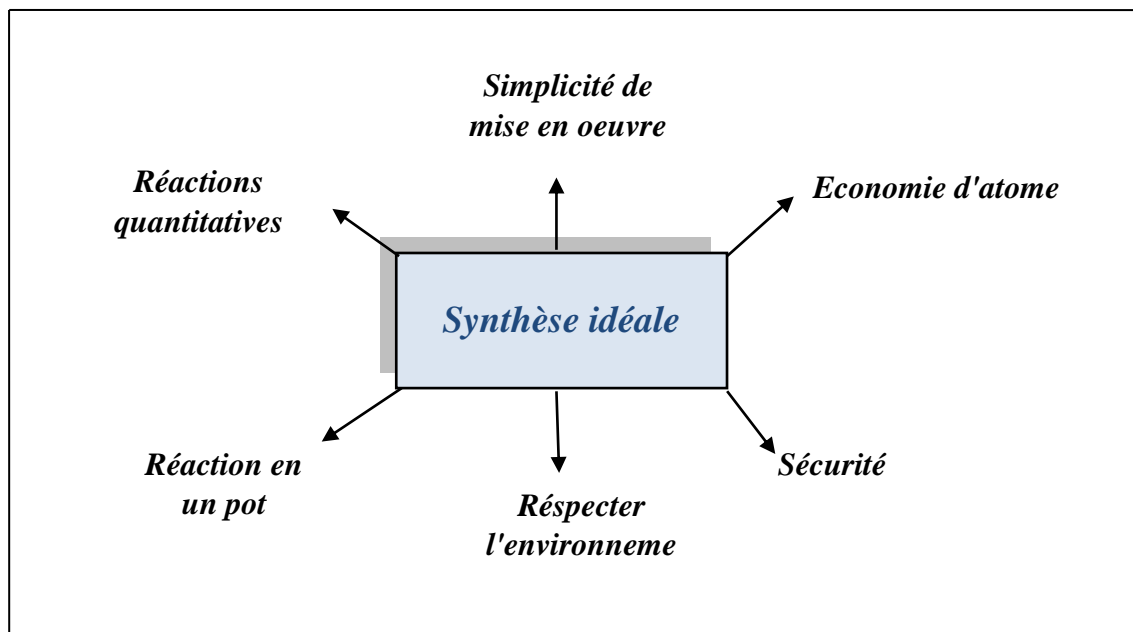 Simplicité de
mise en oeuvre
Réactions
quantitatives
Economie d'atome
Synthèse idéale
Réaction en
un pot
Réspecter
l'environneme
Sécurité